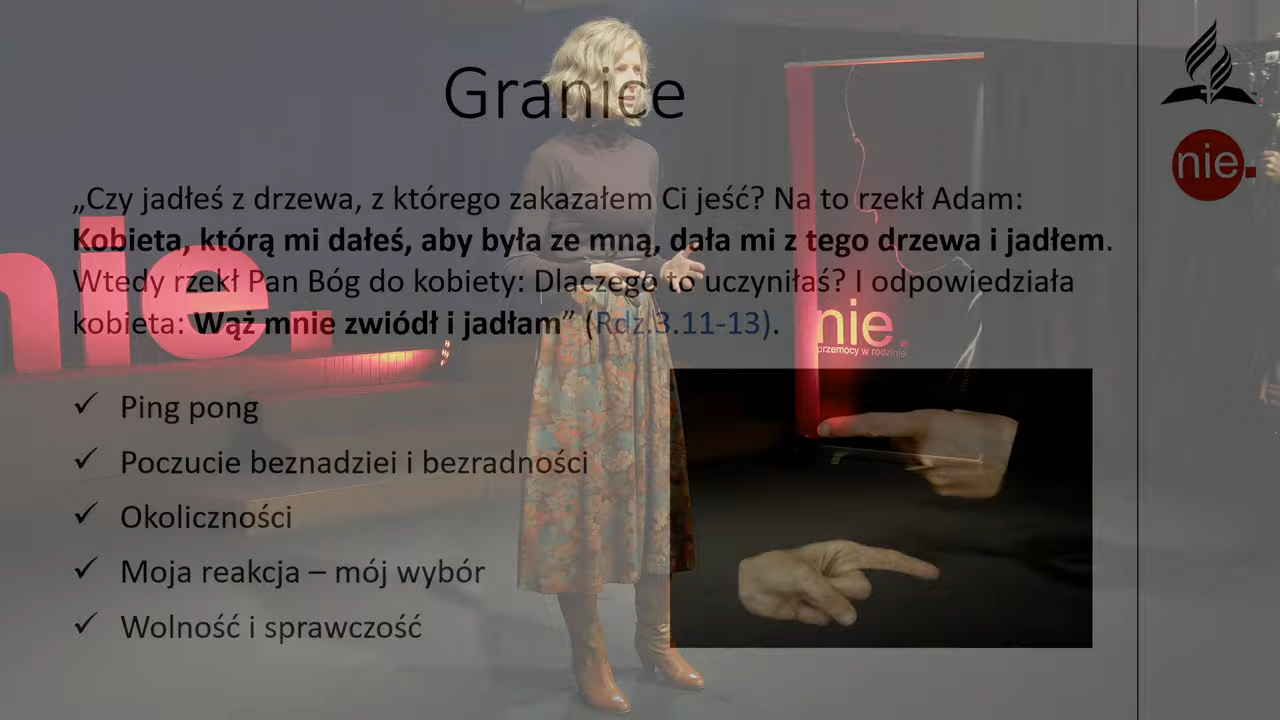 Granice
„Czy jadłeś z drzewa, z którego zakazałem Ci jeść? Na to rzekł Adam:
Kobieta, którą mi dałeś, aby była ze mną, dała mi z tego drzewa i jadłem.
Wtedy rzekł Pan Bóg do kobiety: Dlaczego to uczyniłaś? I odpowiedziała
kobieta: Wąż mnie zwiódł i jadłam” (Rdz.3.11-13).
✓ Ping pong
✓ Poczucie beznadziei i bezradności
✓ Okoliczności
✓ Moja reakcja – mój wybór
✓ Wolność i sprawczość
nie.
nie.
nie.
przemocy w rodzinie